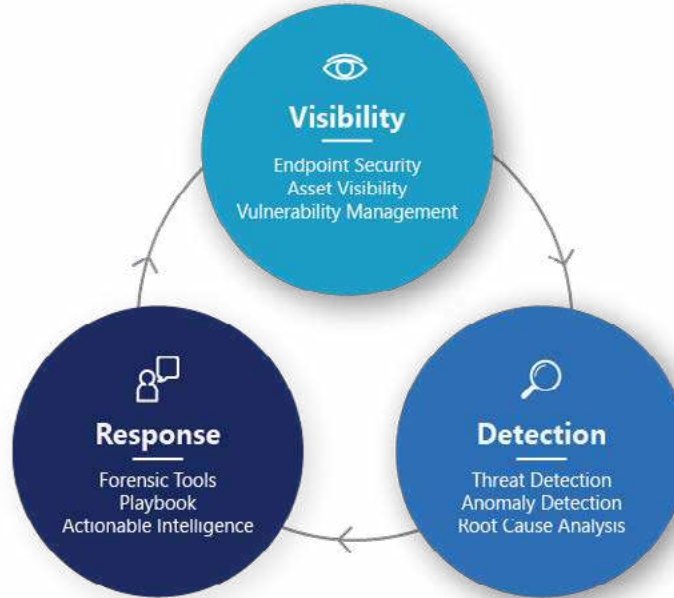 Visibility
Endpoint Security
Asset Visibility
Vulnerability Management
Response
Forensic Tools
Playbook
Actionable Intelligence
Detection
Threat Detection
Anomaly Detection
Root Cause Analysis